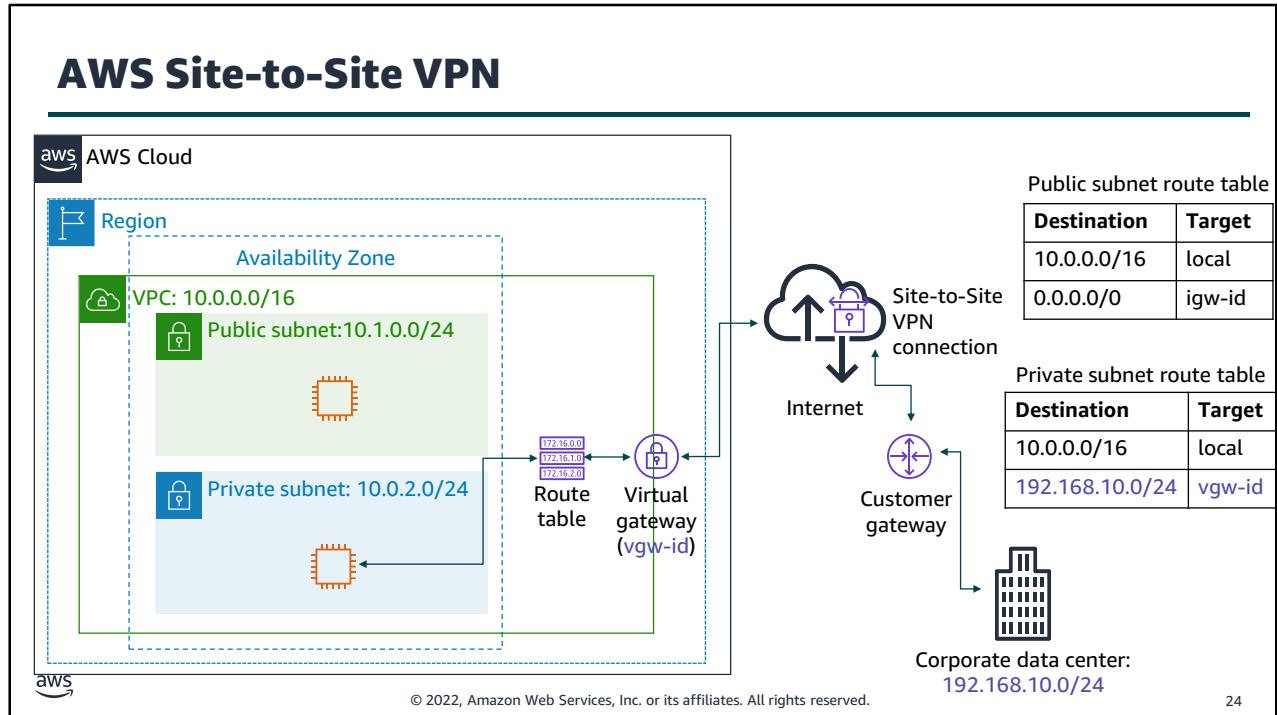 AWS Site-to-Site VPN
aws
AWS Cloud
Region
Availability Zone
VPC: 10.0.0.0/16
Public subnet:10.1.0.0/24
Private subnet: 10.0.2.0/24
172.16.0.0
172.16.1.0
172.16.2.0
Route
table
Virtual
gateway
(vgw-id)
Internet
Site-to-Site
VPN
connection
Customer
gateway
Corporate data center:
192.168.10.0/24
Public subnet route table
Destination Target
10.0.0.0/16 local
0.0.0.0/0 igw-id
Private subnet route table
Destination Target
10.0.0.0/16 local
192.168.10.0/24 vgw-id
aws
© 2022, Amazon Web Services, Inc. or its affiliates. All rights reserved.
24